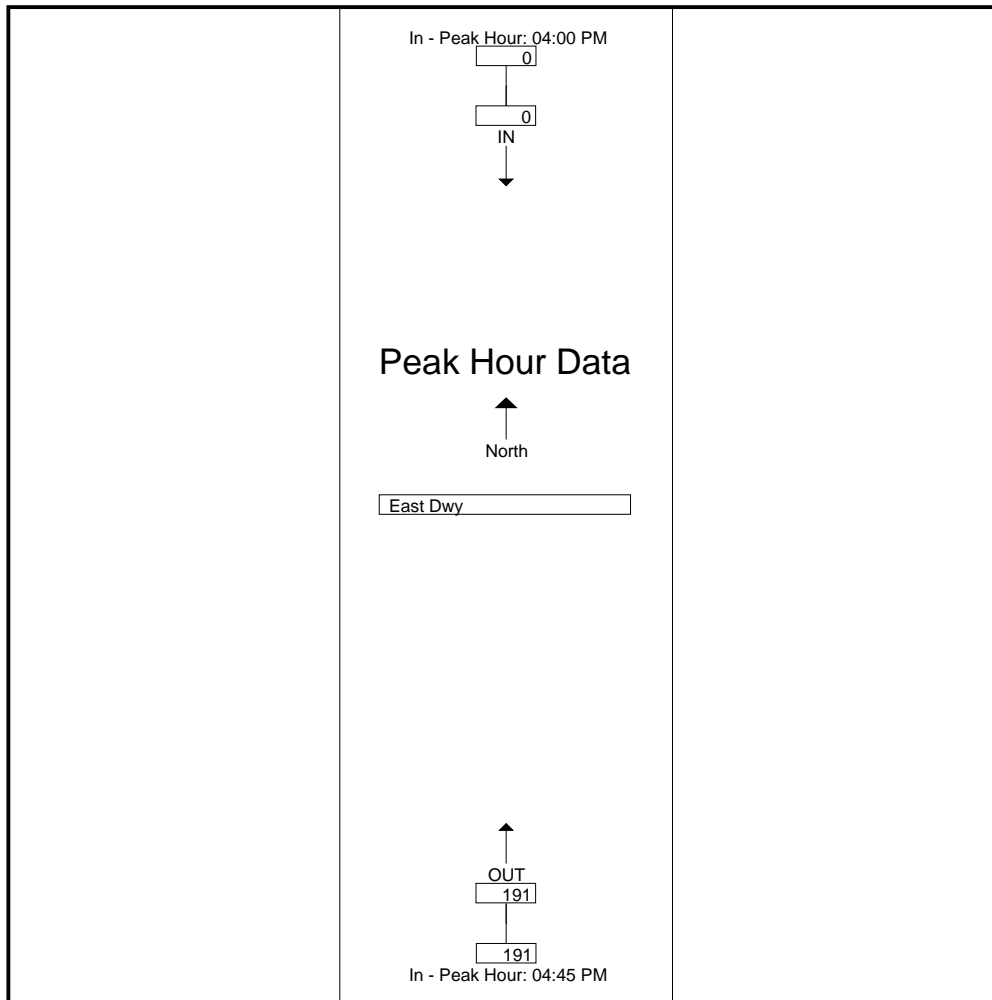 In - Peak Hour: 04:00 PM
0
0
IN
Peak Hour Data
North
East Dwy
OUT
191
191
In - Peak Hour: 04:45 PM